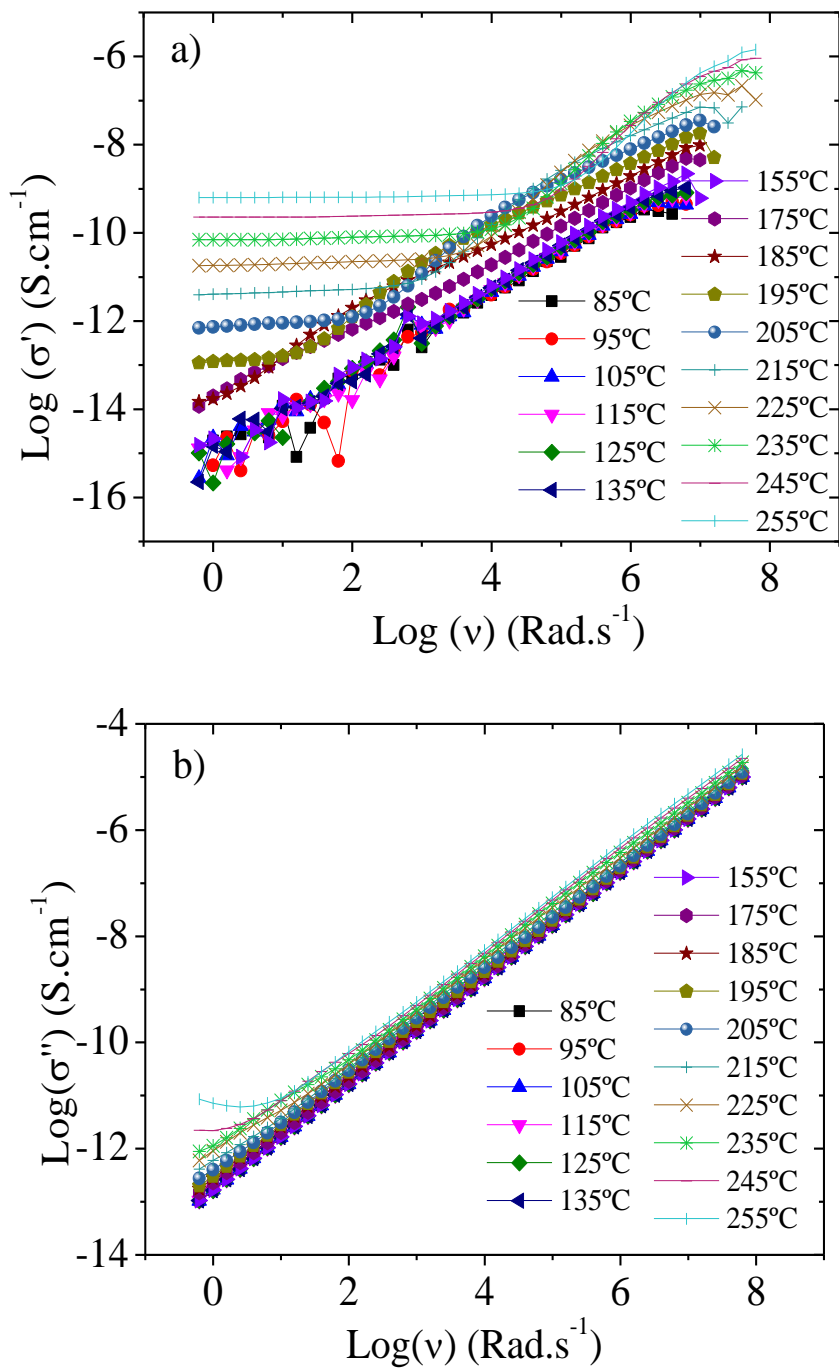 a)
-6
-8
-10
-12
-14
-16
Log (σ') (S.cm-1)
155ºC
175ºC
185ºC
195ºC
205ºC
215ºC
225ºC
235ºC
245ºC
255ºC
85ºC
95ºC
105ºC
115ºC
125ºC
135ºC
0 2 4 6 8
Log (ν) (Rad.s-1)
b)
-4
-6
-8
-10
-12
-14
Log(σ'') (S.cm-1)
155ºC
175ºC
185ºC
195ºC
205ºC
215ºC
225ºC
235ºC
245ºC
255ºC
85ºC
95ºC
105ºC
115ºC
125ºC
135ºC
0 2 4 6 8
Log(ν) (Rad.s-1)